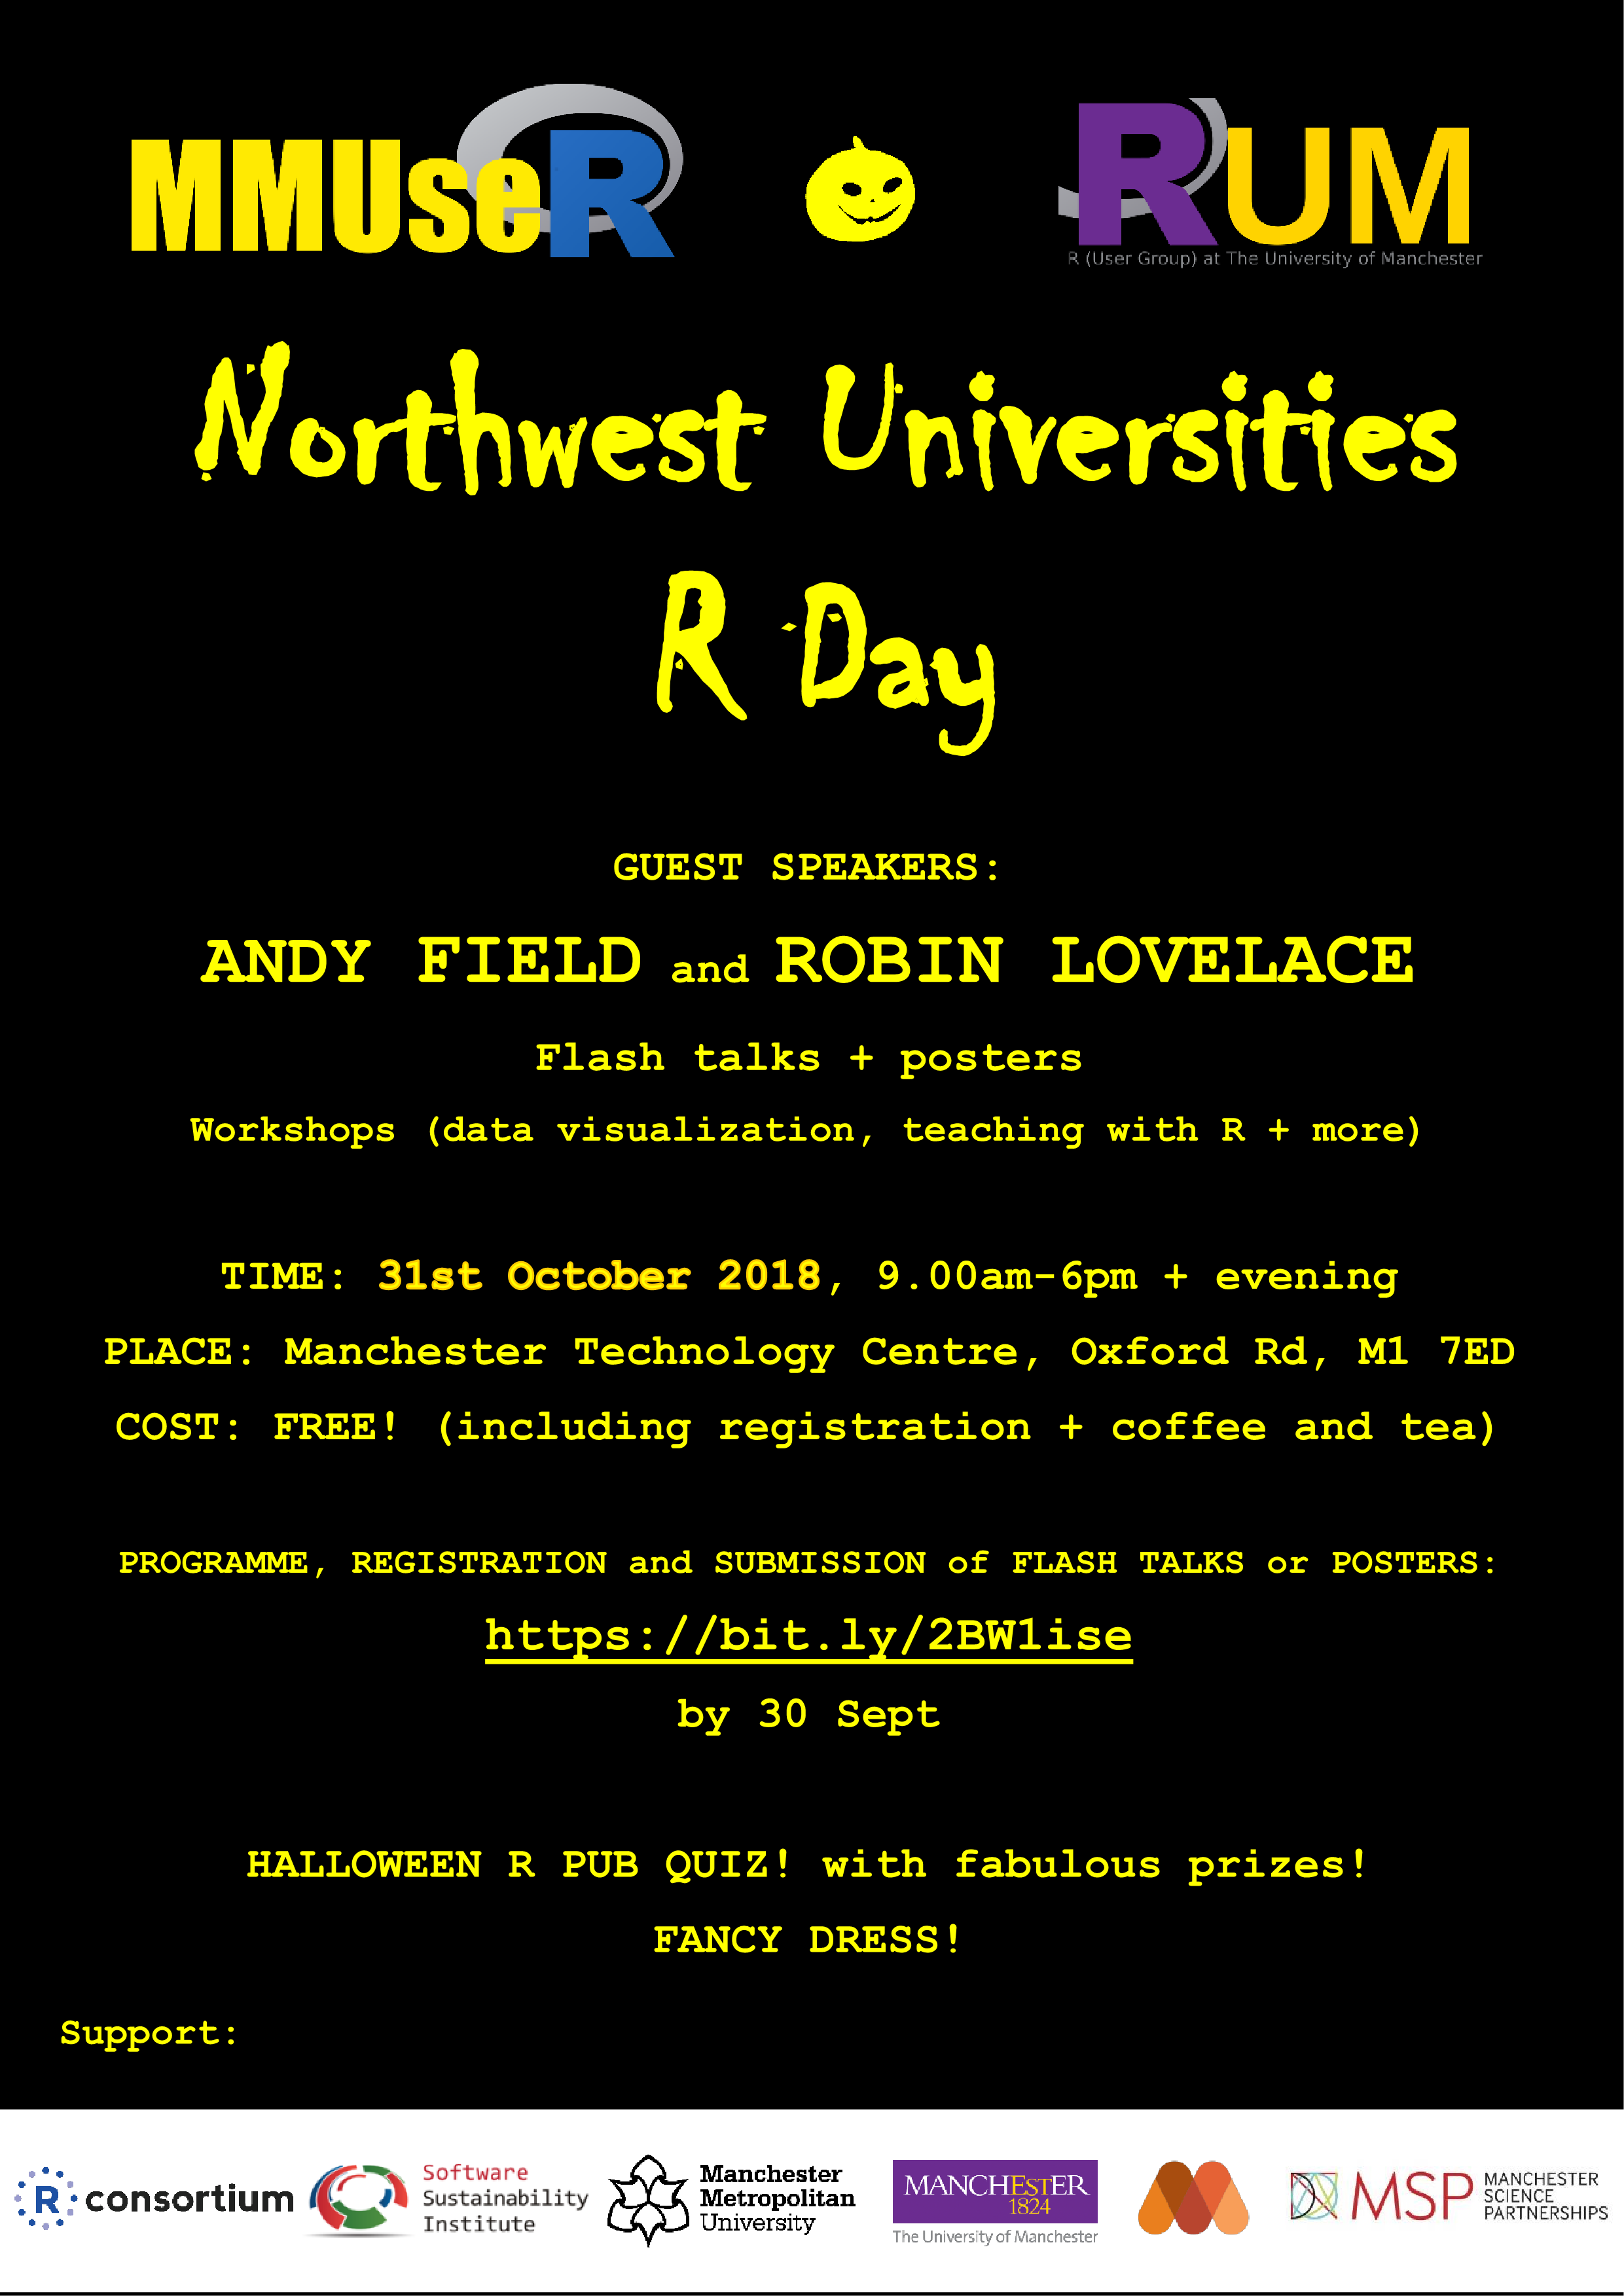 MMUseR
RUM
R (User Group) at The University of Manchester
Northwest Universities
R Day
GUEST SPEAKERS:
ANDY FIELD and ROBIN LOVELACE
Flash talks + posters
Workshops (data visualization, teaching with R + more)
TIME: 31st October 2018, 9.00am-6pm + evening
PLACE: Manchester Technology Centre, Oxford Rd, M1 7ED
COST: FREE! (including registration + coffee and tea)
PROGRAMME, REGISTRATION and SUBMISSION of FLASH TALKS or POSTERS:
https://bit.ly/2BW1ise
by 30 Sept
HALLOWEEN R PUB QUIZ! with fabulous prizes!
FANCY DRESS!
Support:
R consortium
Software
Sustainability
Institute
Manchester
Metropolitan
University
MANCHESTER
1824
The University of Manchester
MSP
MANCHESTER
SCIENCE
PARTNERSHIPS